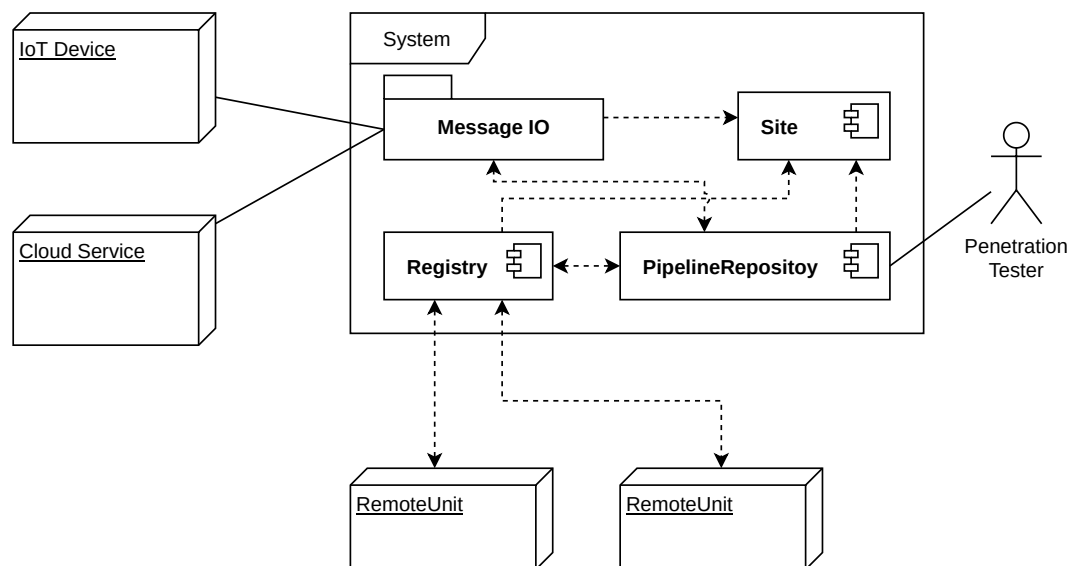 IoT Device
System
Message IO
Site
Cloud Service
Registry
PipelineRepositoy
Penetration
Tester
RemoteUnit
RemoteUnit